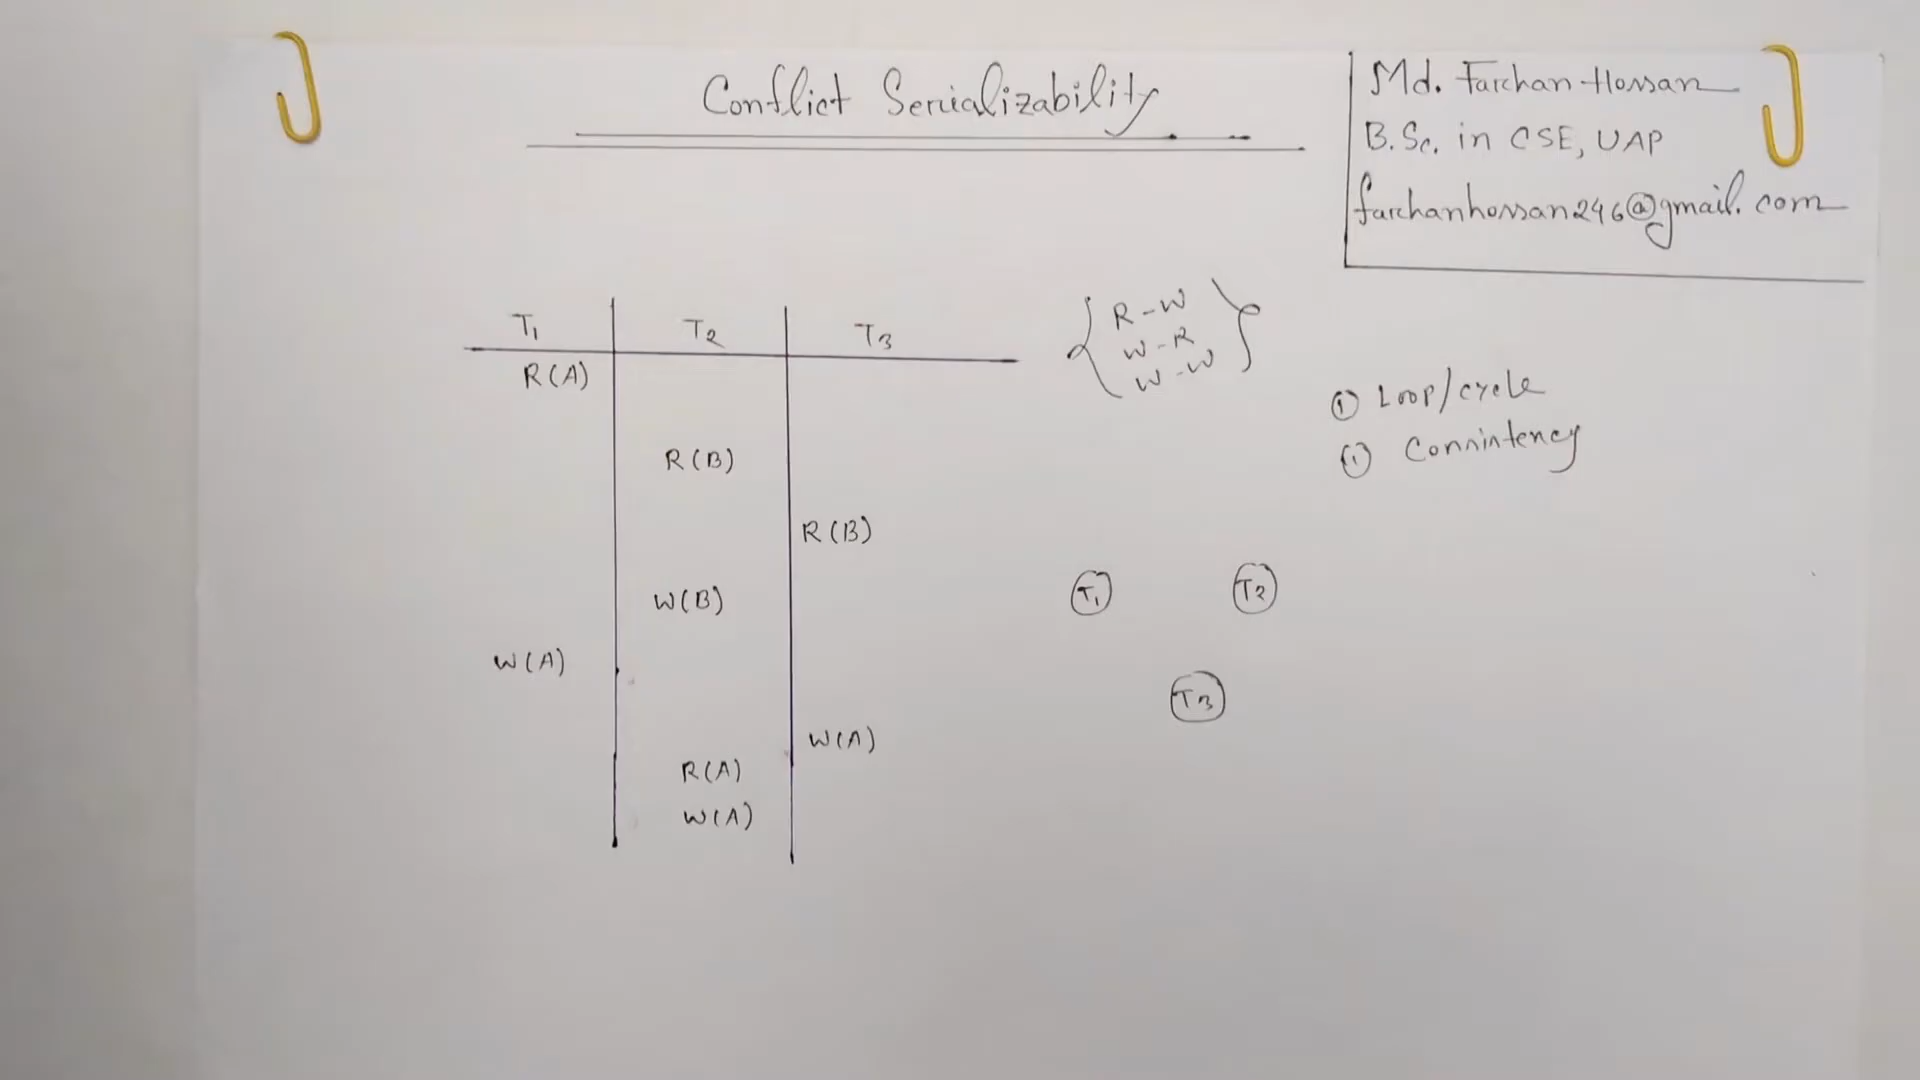 Conflict Serializability
Md. Farhan Hossan
B.Sc. in CSE, UAP
farhanhossan246@gmail.com
T1 T2 T3
R(A)
R(B)
R(B)
W(B)
W(A)
W(A)
R(A)
W(A)
R-W
W-R
W-W
① Loop/cycle
① Consistency
T1 T2
T3